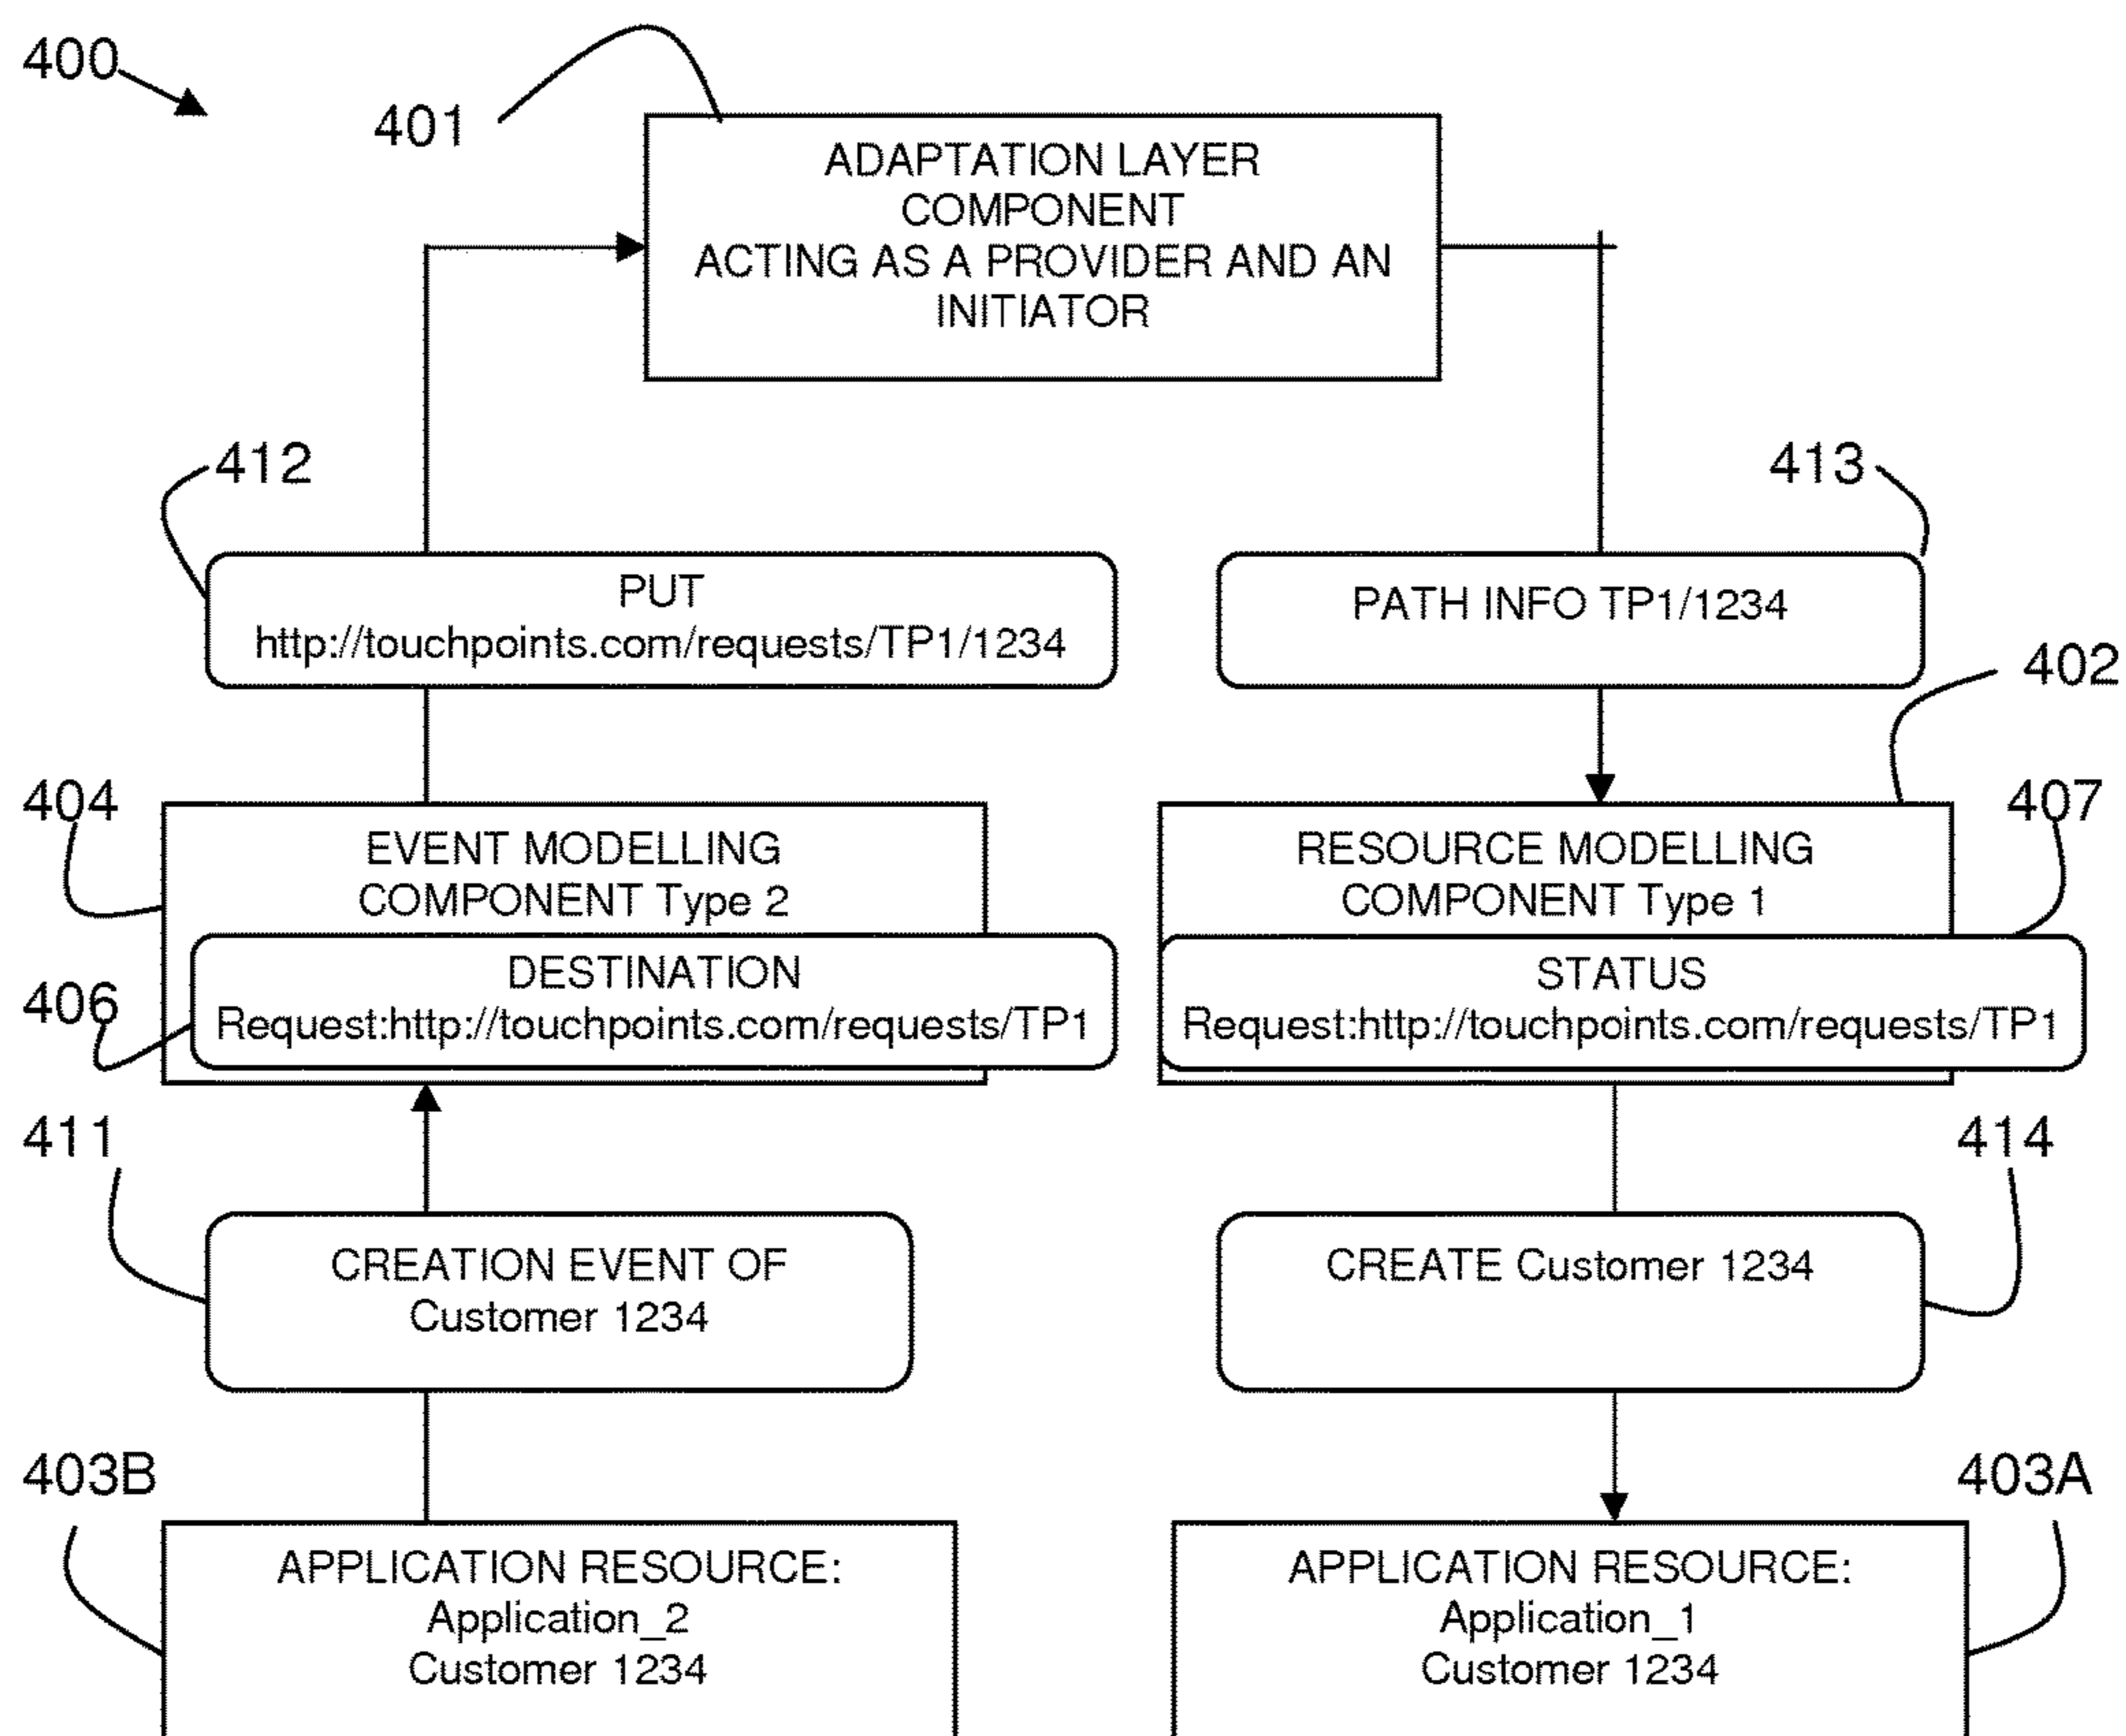 400
401
ADAPTATION LAYER
COMPONENT
ACTING AS A PROVIDER AND AN
INITIATOR
412
413
PUT
http://touchpoints.com/requests/TP1/1234
PATH INFO TP1/1234
402
404
407
EVENT MODELLING
COMPONENT Type 2
RESOURCE MODELLING
COMPONENT Type 1
406
DESTINATION
Request:http://touchpoints.com/requests/TP1
STATUS
Request:http://touchpoints.com/requests/TP1
411
414
CREATION EVENT OF
Customer 1234
CREATE Customer 1234
403B
403A
APPLICATION RESOURCE:
Application_2
Customer 1234
APPLICATION RESOURCE:
Application_1
Customer 1234